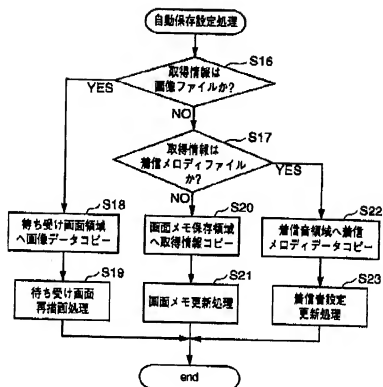 自動保存設定処理
S16
取得情報は
画像ファイルか?
YES
NO
S17
取得情報は
着信メロディファイル
か?
YES
NO
S18
待ち受け画面領域
へ画像データコピー
S20
画面メモ保存領域
へ取得情報コピー
S22
着信音領域へ着信
メロディデータコピー
S19
待ち受け画面
再描画処理
S21
画面メモ更新処理
S23
着信音設定
更新処理
end